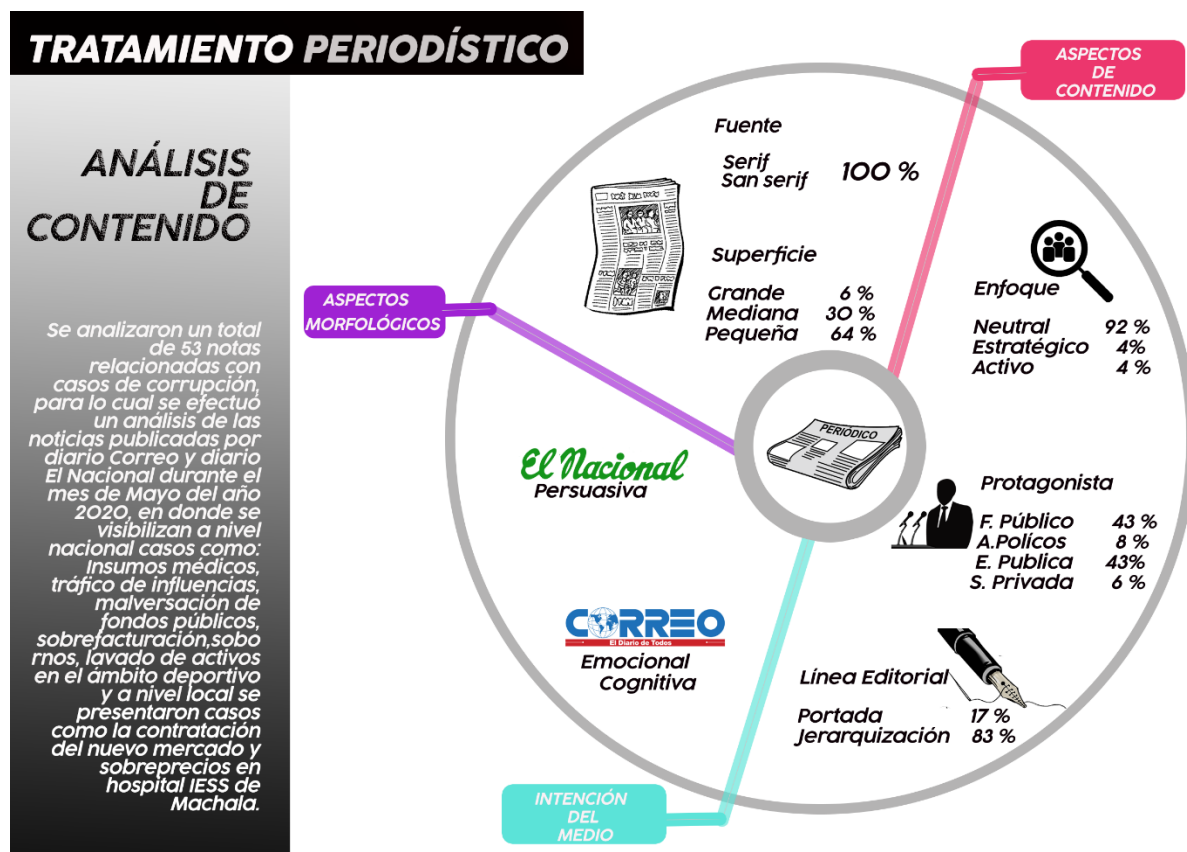 TRATAMIENTO PERIODÍSTICO
ANÁLISIS
DE
CONTENIDO
Se analizaron un total
de 53 notas
relacionadas con
casos de corrupción,
para lo cual se efectuó
un análisis de las
noticias publicadas por
diario Correo y diario
El Nacional durante el
mes de Mayo del año
2020, en donde se
visibilizan a nivel
nacional casos como:
Insumos médicos,
tráfico de influencias,
malversación de
fondos públicos,
sobrefacturación,sobo
rnos, lavado de activos
en el ámbito deportivo
y a nivel local se
presentaron casos
como la contratación
del nuevo mercado y
sobreprecios en
hospital IESS de
Machala.
ASPECTOS
MORFOLÓGICOS
Fuente
Serif
San serif 100 %
Superficie
Grande 6 %
Mediana 30 %
Pequeña 64 %
ASPECTOS
DE
CONTENIDO
Enfoque
Neutral 92 %
Estratégico 4%
Activo 4 %
PERIÓDICO
Protagonista
F. Público 43 %
A.Polícos 8 %
E. Publica 43%
S. Privada 6 %
Línea Editorial
Portada 17 %
Jerarquización 83 %
El Nacional
Persuasiva
CORREO
El Diario de Todos
Emocional
Cognitiva
INTENCIÓN
DEL
MEDIO